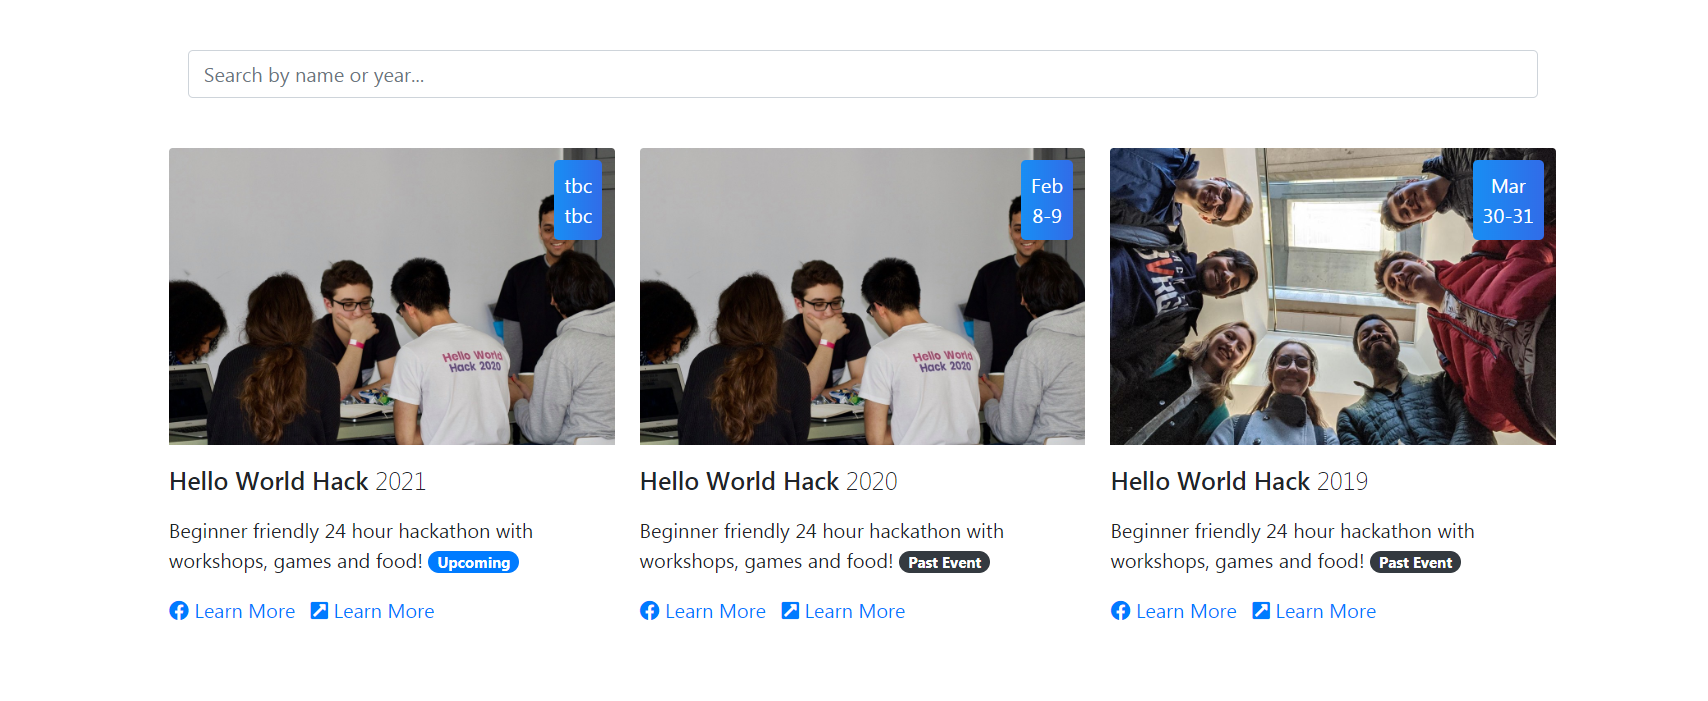 Search by name or year...
tbc
tbc
Hello World
Hack 2020
Feb
8-9
Hello World
Hack 2020
Mar
30-31
Hello World Hack 2021
Beginner friendly 24 hour hackathon with
workshops, games and food! Upcoming
Learn More Learn More
Hello World Hack 2020
Beginner friendly 24 hour hackathon with
workshops, games and food! Past Event
Learn More Learn More
Hello World Hack 2019
Beginner friendly 24 hour hackathon with
workshops, games and food! Past Event
Learn More Learn More